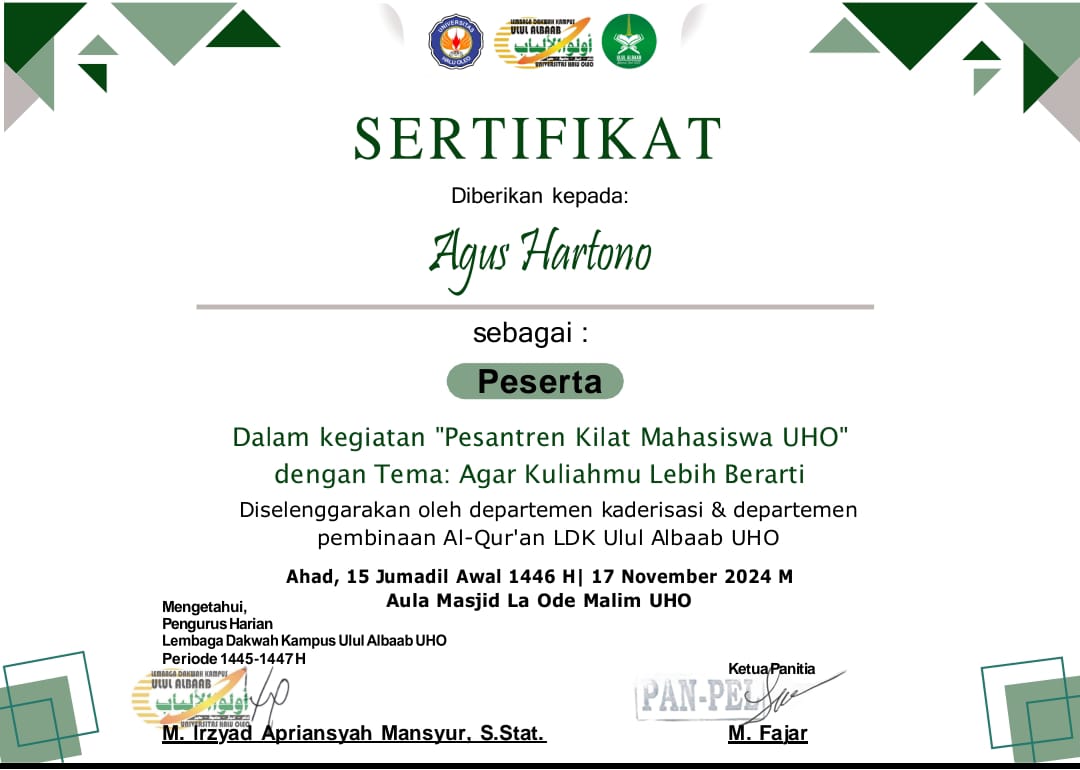 UNIVERSITAS
HALU OLEO
LEMBAGA DAKWAH KAMPUS
ULUL ALBAAB
أولو الألباب
UNIVERSITAS HALU OLEO
ULUL ALBAAB
SERTIFIKAT
Diberikan kepada:
Agus Hartono
sebagai :
Peserta
Dalam kegiatan "Pesantren Kilat Mahasiswa UHO"
dengan Tema: Agar Kuliahmu Lebih Berarti
Diselenggarakan oleh departemen kaderisasi & departemen
pembinaan Al-Qur'an LDK Ulul Albaab UHO
Ahad, 15 Jumadil Awal 1446 H| 17 November 2024 M
Aula Masjid La Ode Malim UHO
Mengetahui,
Pengurus Harian
Lembaga Dakwah Kampus Ulul Albaab UHO
Periode 1445-1447 H
LEMBAGA DAKWAH KAMPUS
ULUL ALBAAB
أولو الألباب
UNIVERSITAS HALU OLEO
M. Irzyad Apriansyah Mansyur, S.Stat.
Ketua Panitia
PAN-PEL
M. Fajar